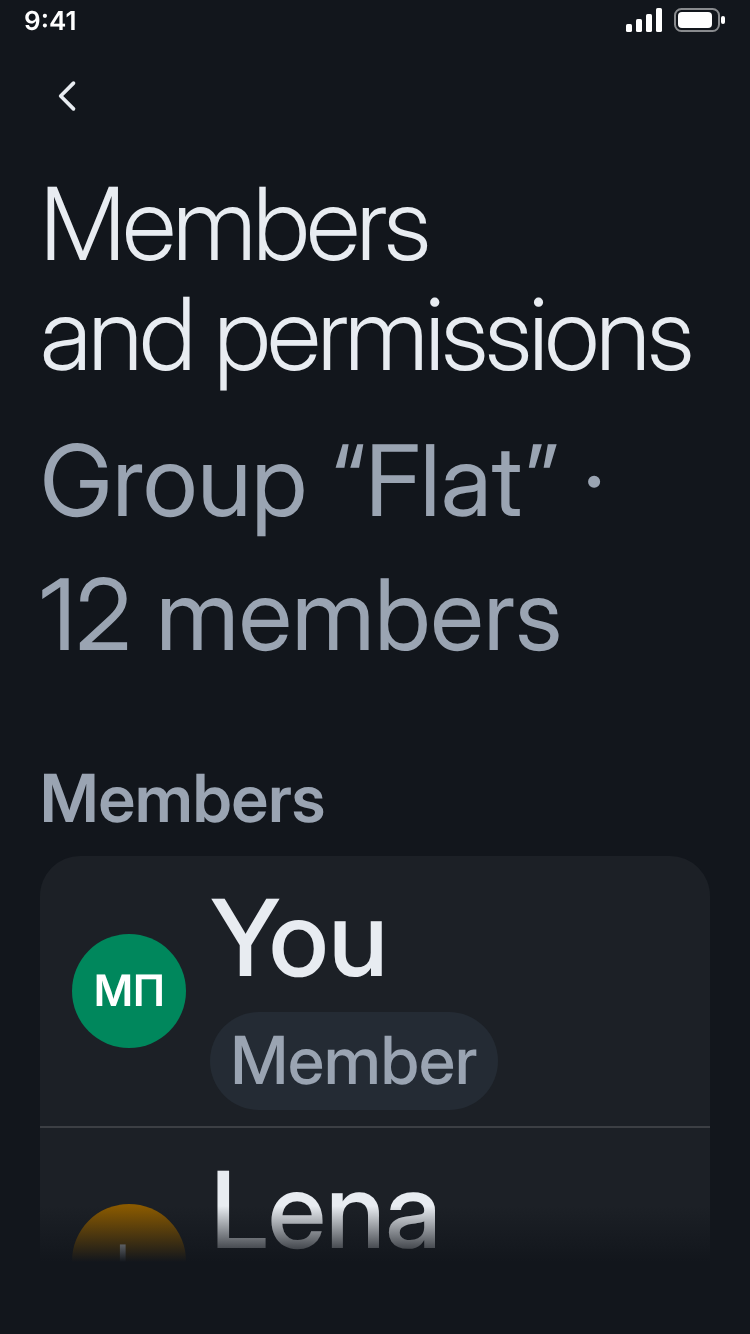 9:41
Members
and permissions
Group “Flat” ·
12 members
Members
You
МП
Member
Lena